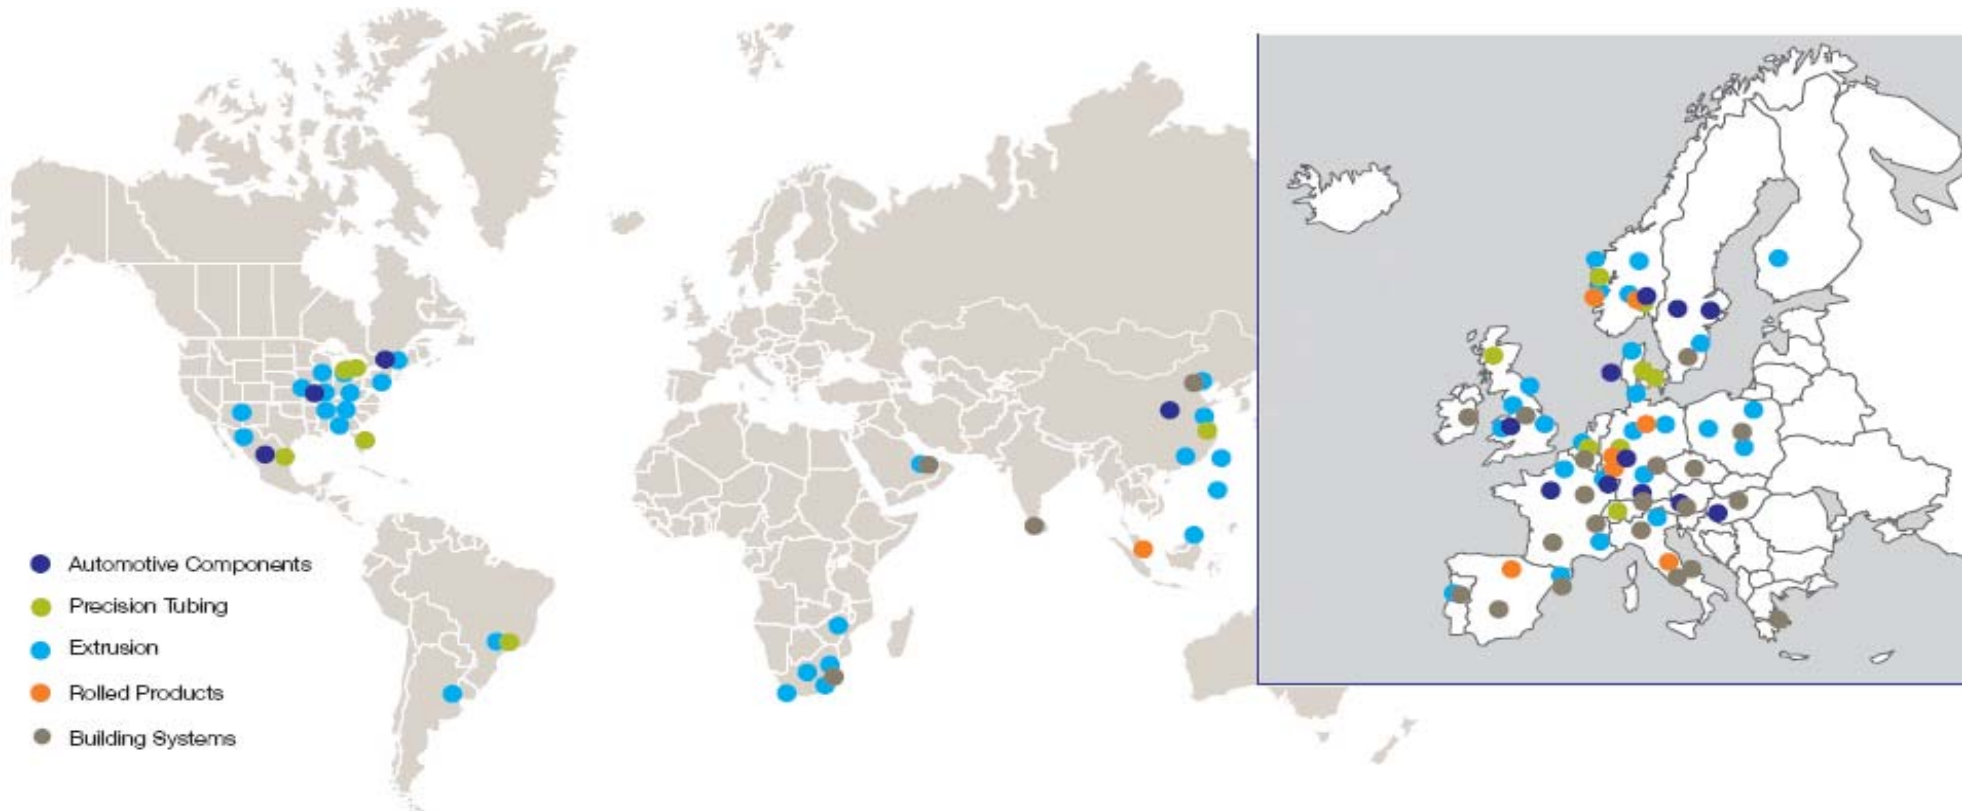 Automotive Components
Precision Tubing
Extrusion
Rolled Products
Building Systems